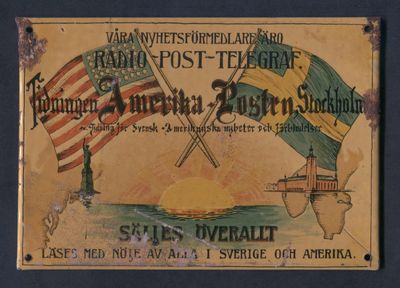 VÅRA NYHETSFÖRMEDLARE ÄRO
RADIO-POST-TELEGRAF.
Tidningen Amerika-Posten, Stockholm
Tidning för Svensk-Amerikanska nyheter och förbindelser
SÄLJES ÖVERALLT
LÄSES MED NÖJE AV ALLA I SVERIGE OCH AMERIKA.